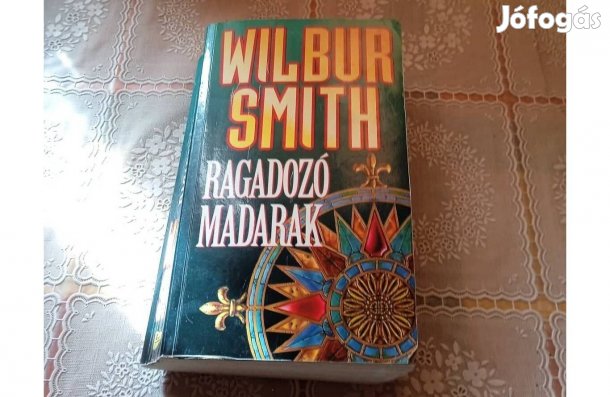 Jófogás
WILBUR
SMITH
RAGADOZÓ
MADARAK